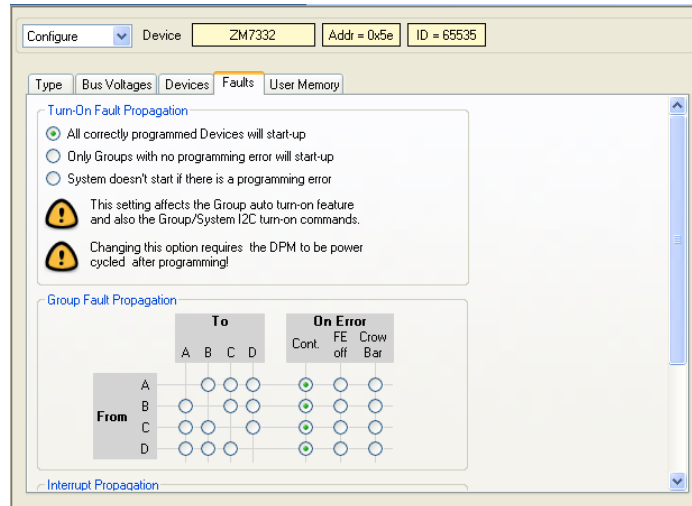 Configure Device ZM7332 Addr = 0x5e ID = 65535
Type Bus Voltages Devices Faults User Memory
Turn-On Fault Propagation
All correctly programmed Devices will start-up
Only Groups with no programming error will start-up
System doesn't start if there is a programming error
This setting affects the Group auto turn-on feature
and also the Group/System I2C turn-on commands.
Changing this option requires the DPM to be power
cycled after programming!
Group Fault Propagation
To On Error
A B C D Cont. FE off Crow Bar
From
A
B
C
D
Interrupt Propagation